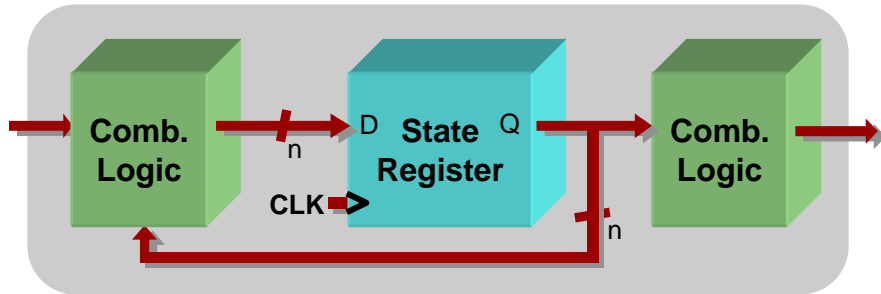 Comb.
Logic
n
D
State
Register
Q
CLK
n
Comb.
Logic